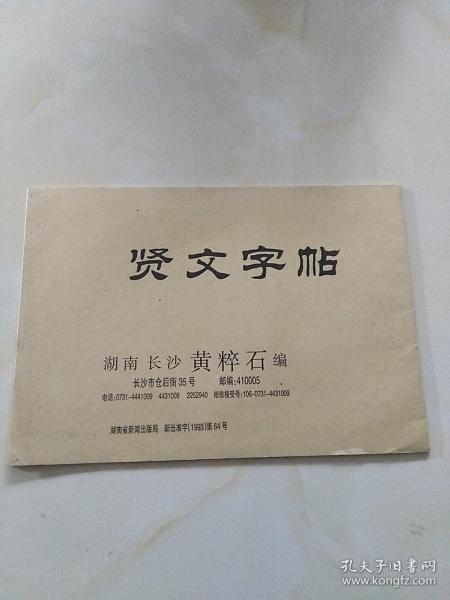 贤文字帖
湖南 长沙 黄粹石 编
长沙市仓后街35号 邮编:410005
电话:0731-4441009 4431009 2252940 短信接受号:106-0731-4431009
湖南省新闻出版局 新出准字(1993)第64号
孔夫子旧书网
www.kongfz.com